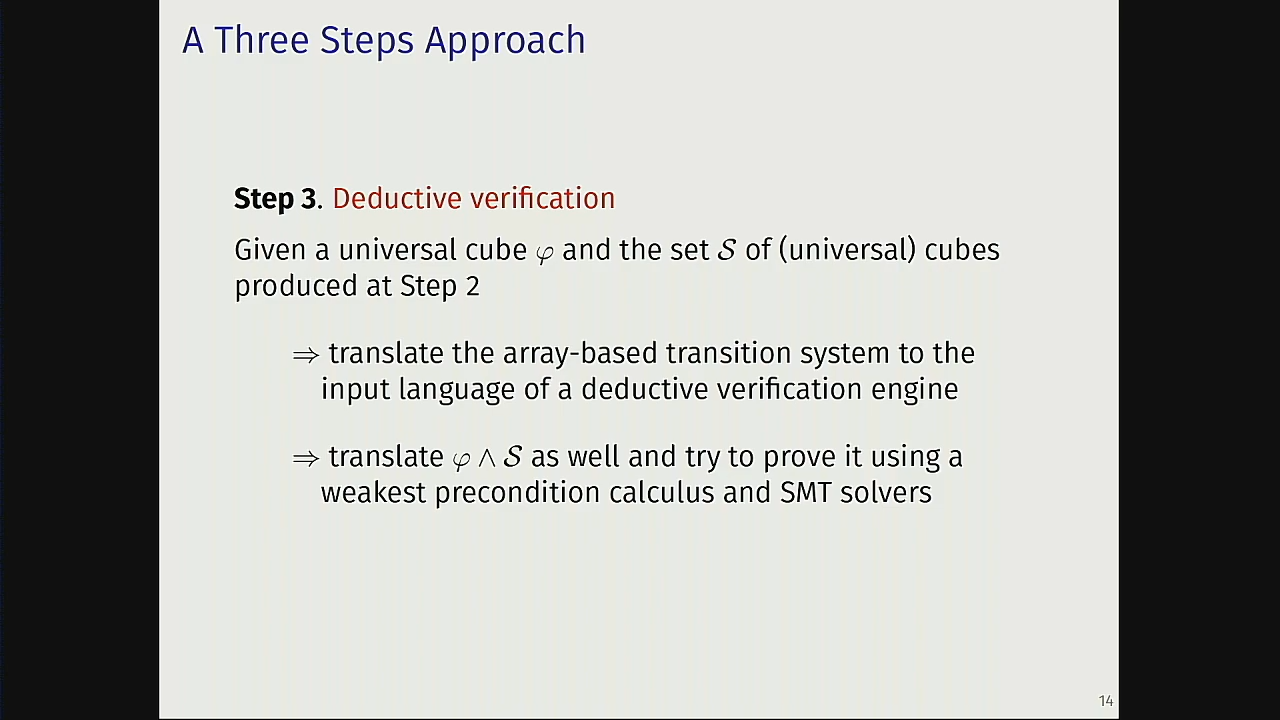 A Three Steps Approach
Step 3. Deductive verification
Given a universal cube φ and the set 𝒮 of (universal) cubes
produced at Step 2
⇒ translate the array-based transition system to the
input language of a deductive verification engine
⇒ translate φ ∧ 𝒮 as well and try to prove it using a
weakest precondition calculus and SMT solvers
14